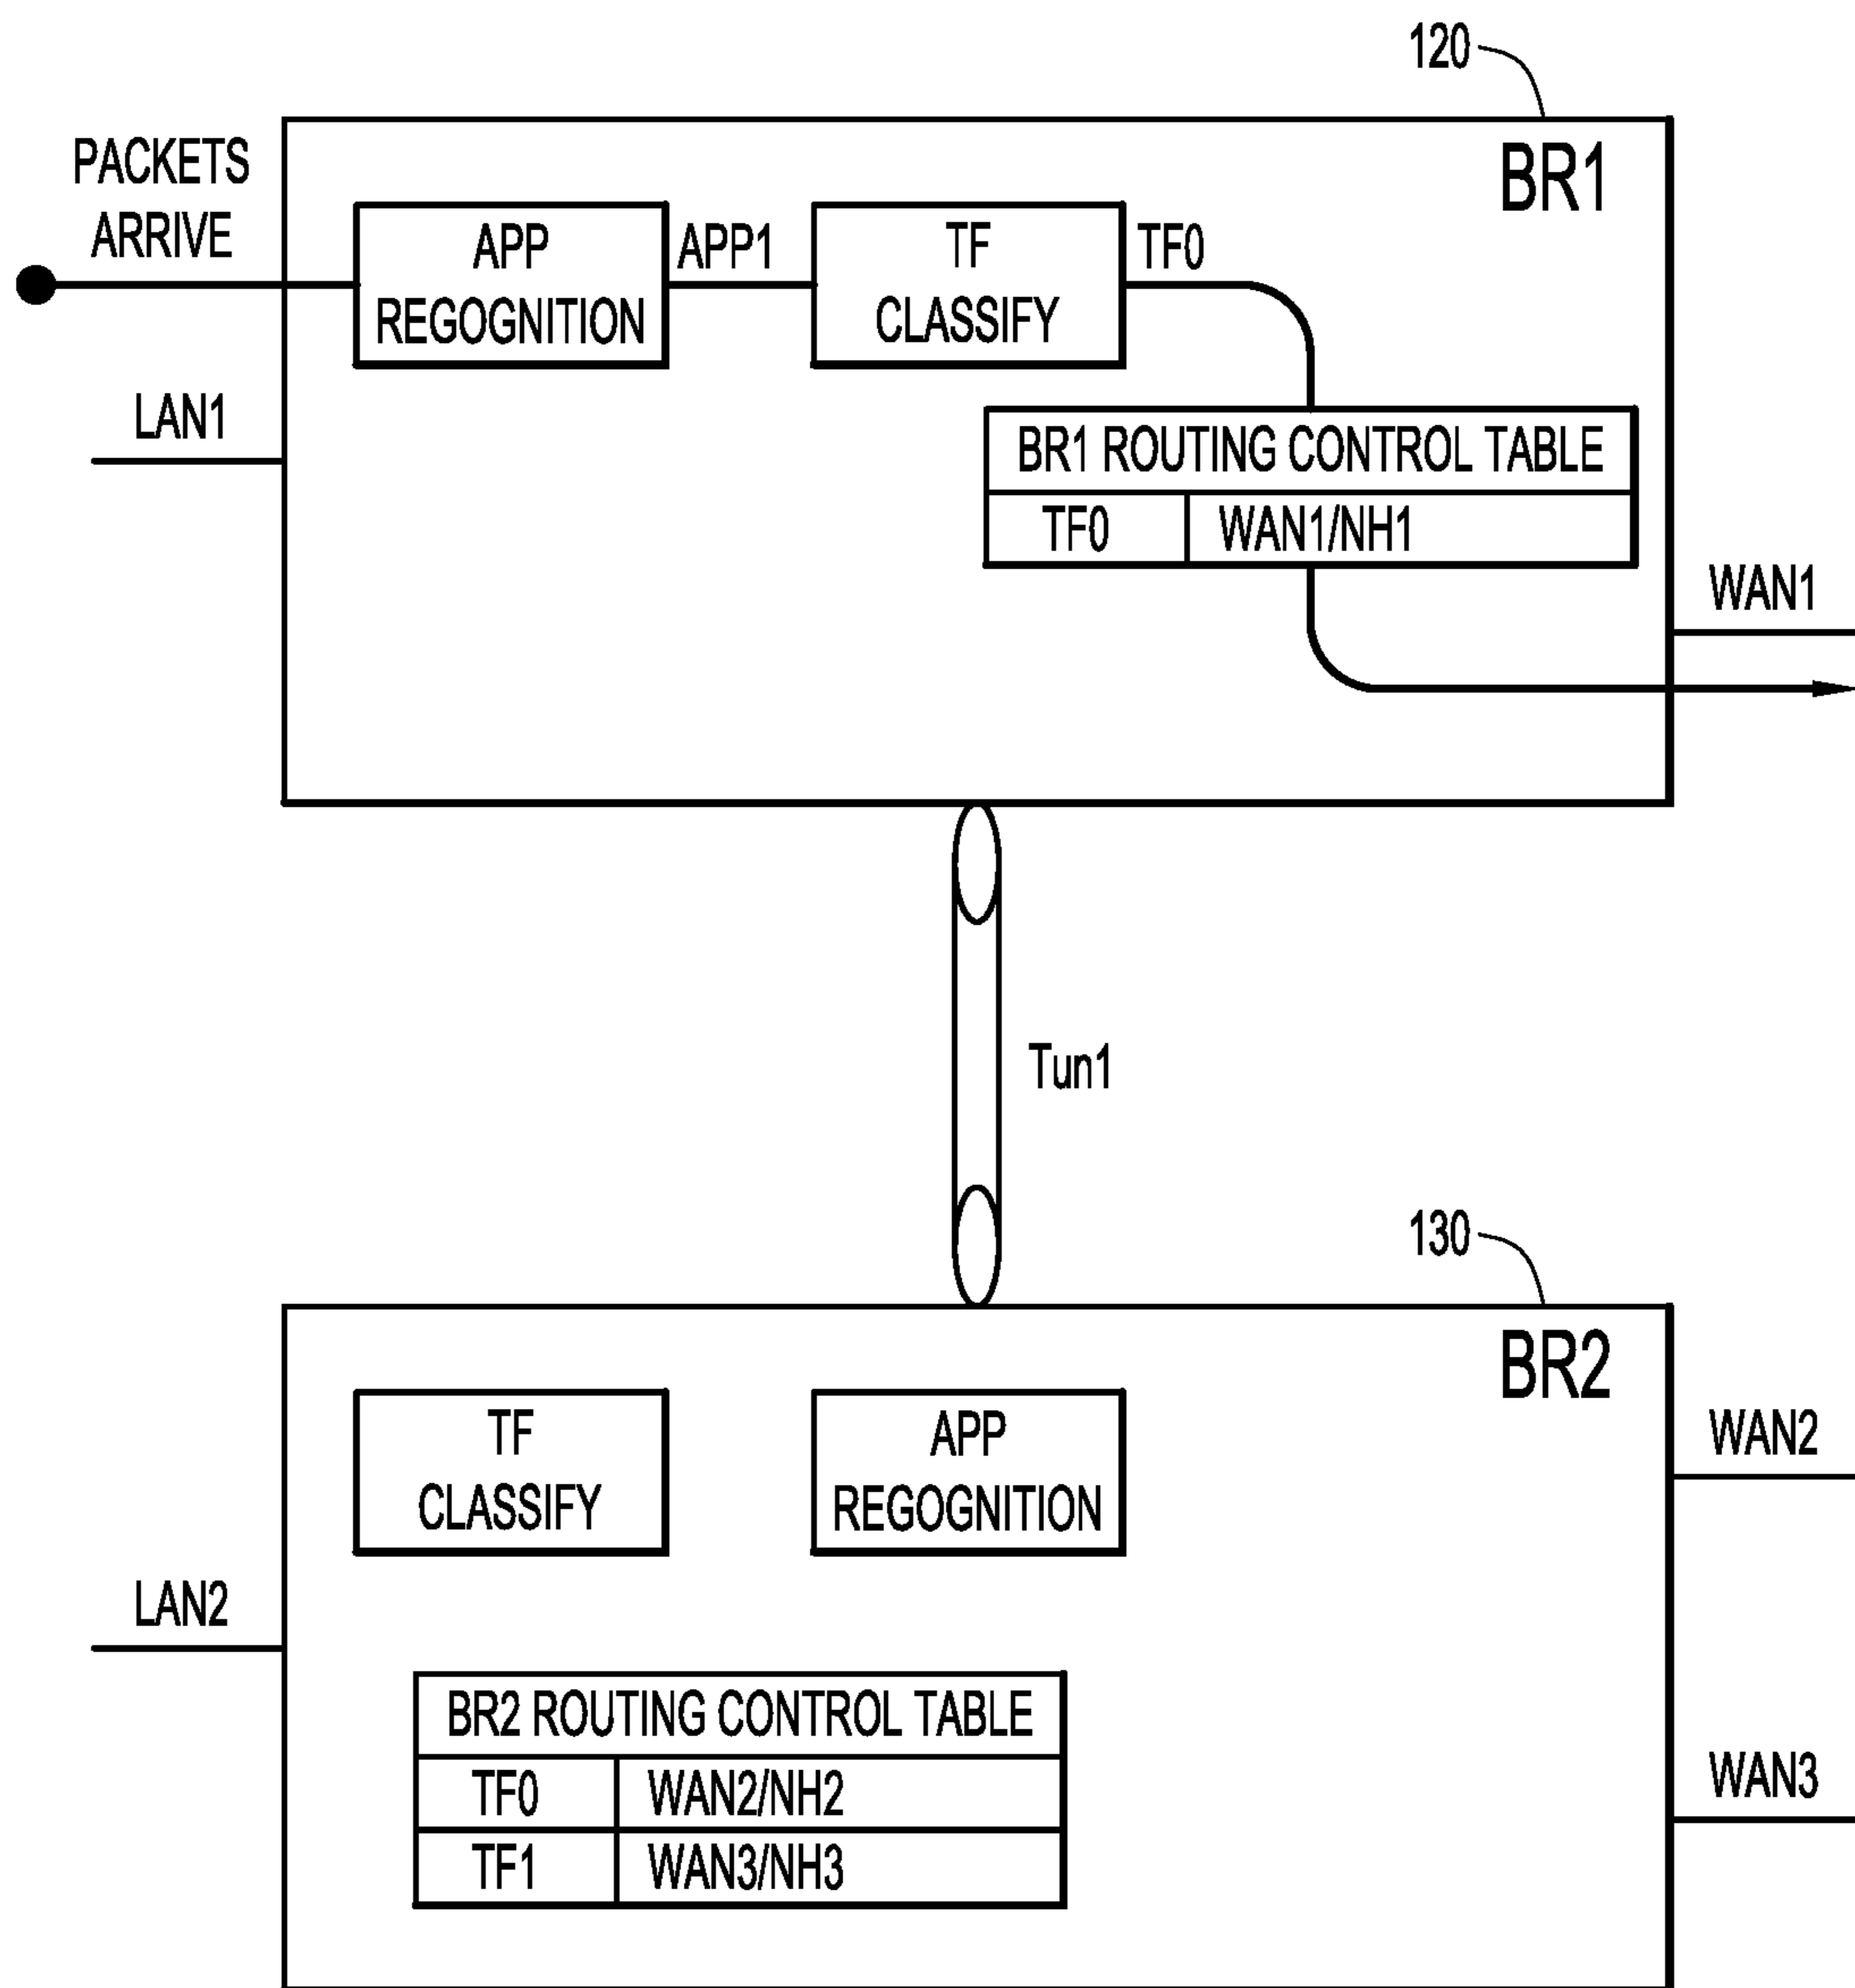 120
PACKETS
ARRIVE
BR1
APP
REGOGNITION
APP1
TF
CLASSIFY
TF0
LAN1
BR1 ROUTING CONTROL TABLE
TF0 WAN1/NH1
WAN1
Tun1
130
BR2
TF
CLASSIFY
APP
REGOGNITION
WAN2
LAN2
BR2 ROUTING CONTROL TABLE
TF0 WAN2/NH2
TF1 WAN3/NH3
WAN3